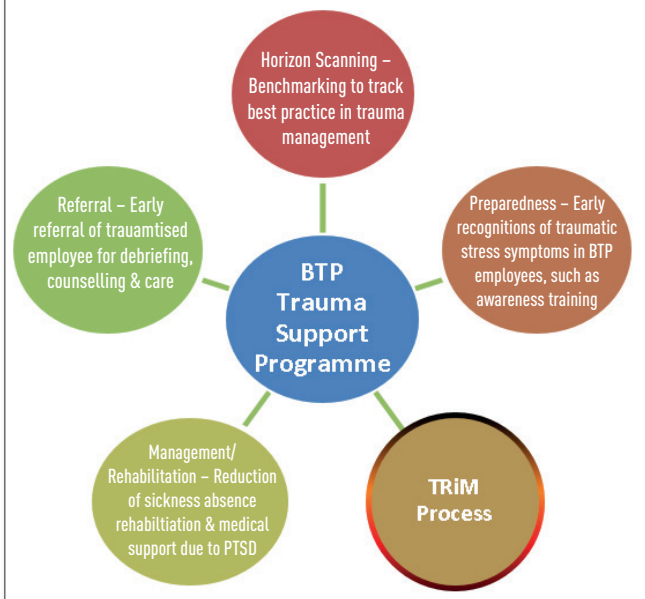 Horizon Scanning –
Benchmarking to track
best practice in trauma
management
Referral – Early
referral of trauamtised
employee for debriefing,
counselling & care
Preparedness – Early
recognitions of traumatic
stress symptoms in BTP
employees, such as
awareness training
BTP
Trauma
Support
Programme
Management/
Rehabilitation – Reduction
of sickness absence
rehabiltiation & medical
support due to PTSD
TRiM
Process